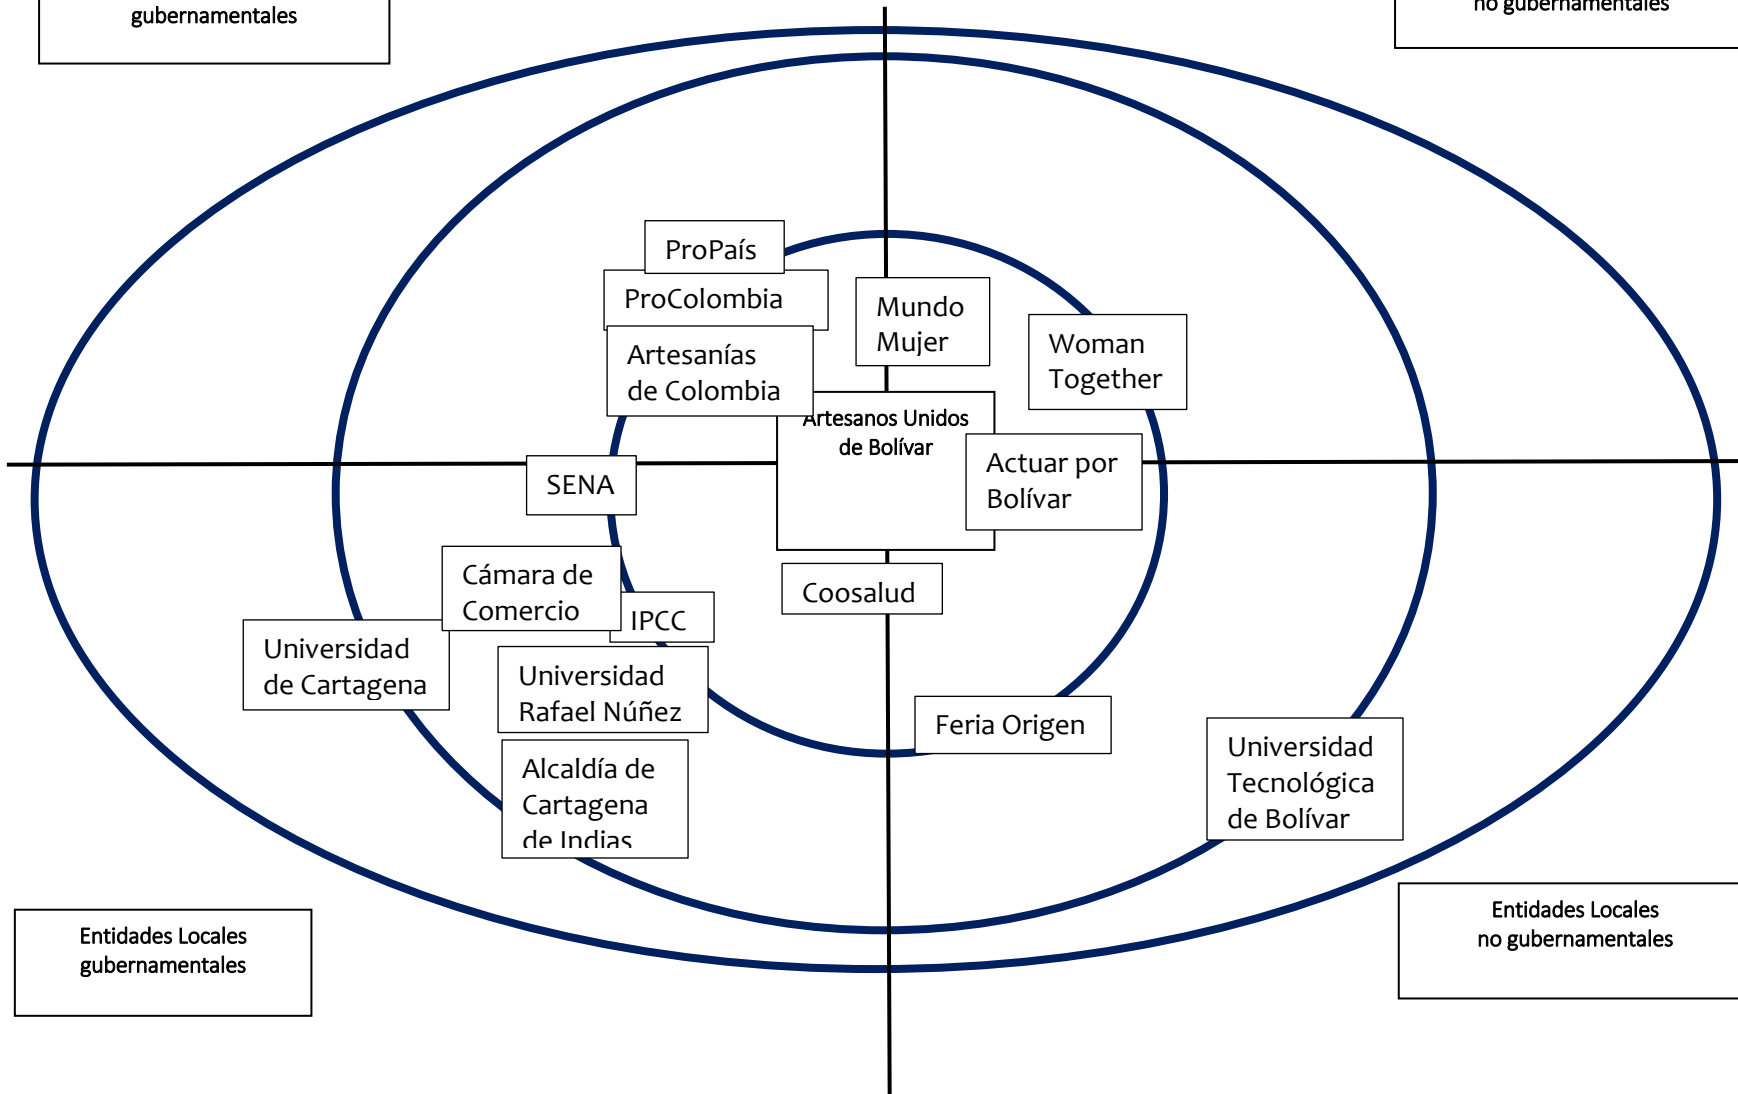 gubernamentales
no gubernamentales
ProPaís
ProColombia
Artesanías
de Colombia
Mundo
Mujer
Woman
Together
Artesanos Unidos
de Bolívar
Actuar por
Bolívar
SENA
Cámara de
Comercio
IPCC
Coosalud
Universidad
de Cartagena
Universidad
Rafael Núñez
Feria Origen
Alcaldía de
Cartagena
de Indias
Universidad
Tecnológica
de Bolívar
Entidades Locales
gubernamentales
Entidades Locales
no gubernamentales